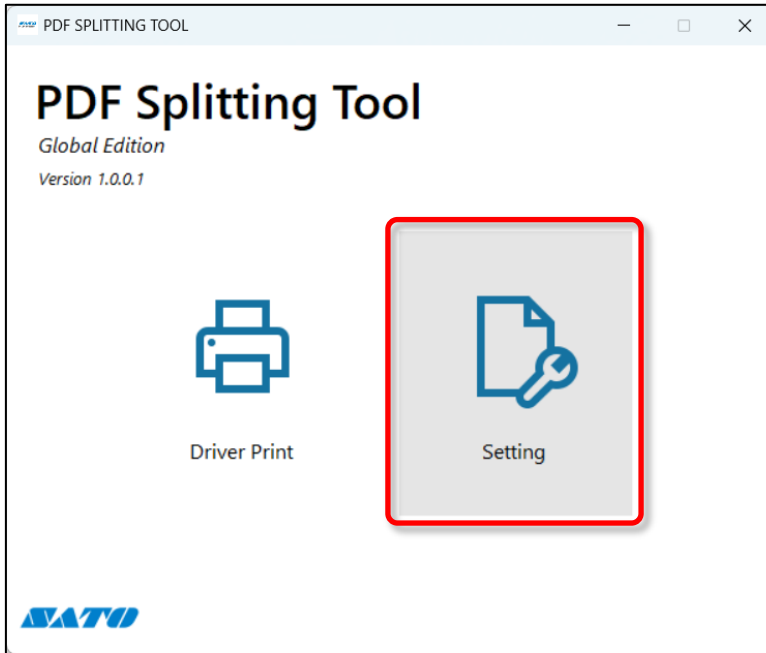 PDF SPLITTING TOOL
PDF Splitting Tool
Global Edition
Version 1.0.0.1
Driver Print
Setting
SATO